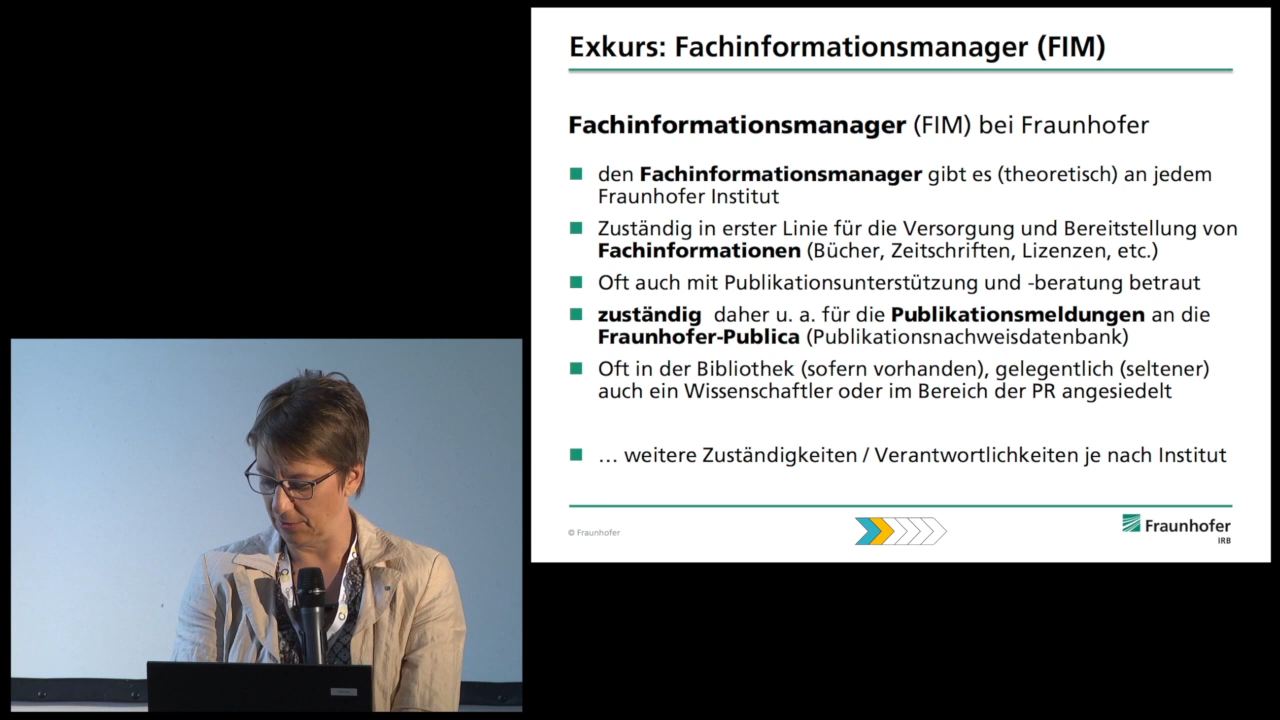 Exkurs: Fachinformationsmanager (FIM)
Fachinformationsmanager (FIM) bei Fraunhofer
den Fachinformationsmanager gibt es (theoretisch) an jedem
Fraunhofer Institut
Zuständig in erster Linie für die Versorgung und Bereitstellung von
Fachinformationen (Bücher, Zeitschriften, Lizenzen, etc.)
Oft auch mit Publikationsunterstützung und -beratung betraut
zuständig daher u. a. für die Publikationsmeldungen an die
Fraunhofer-Publica (Publikationsnachweisdatenbank)
Oft in der Bibliothek (sofern vorhanden), gelegentlich (seltener)
auch ein Wissenschaftler oder im Bereich der PR angesiedelt
… weitere Zuständigkeiten / Verantwortlichkeiten je nach Institut
© Fraunhofer
Fraunhofer
IRB